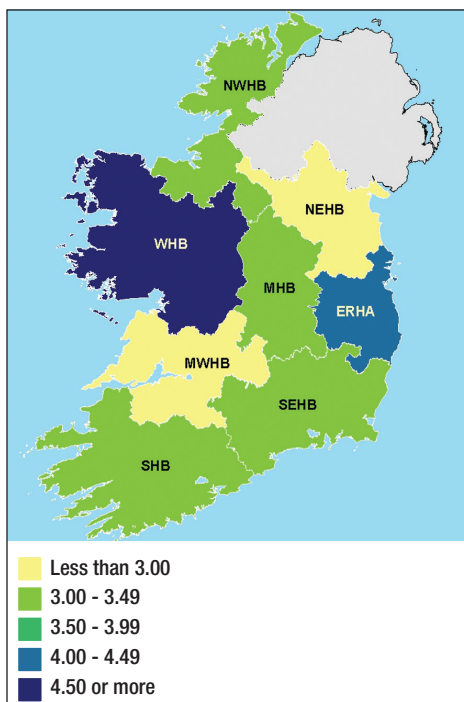 NWHB
NEHB
WHB
MHB
ERHA
MWHB
SEHB
SHB
Less than 3.00
3.00 - 3.49
3.50 - 3.99
4.00 - 4.49
4.50 or more